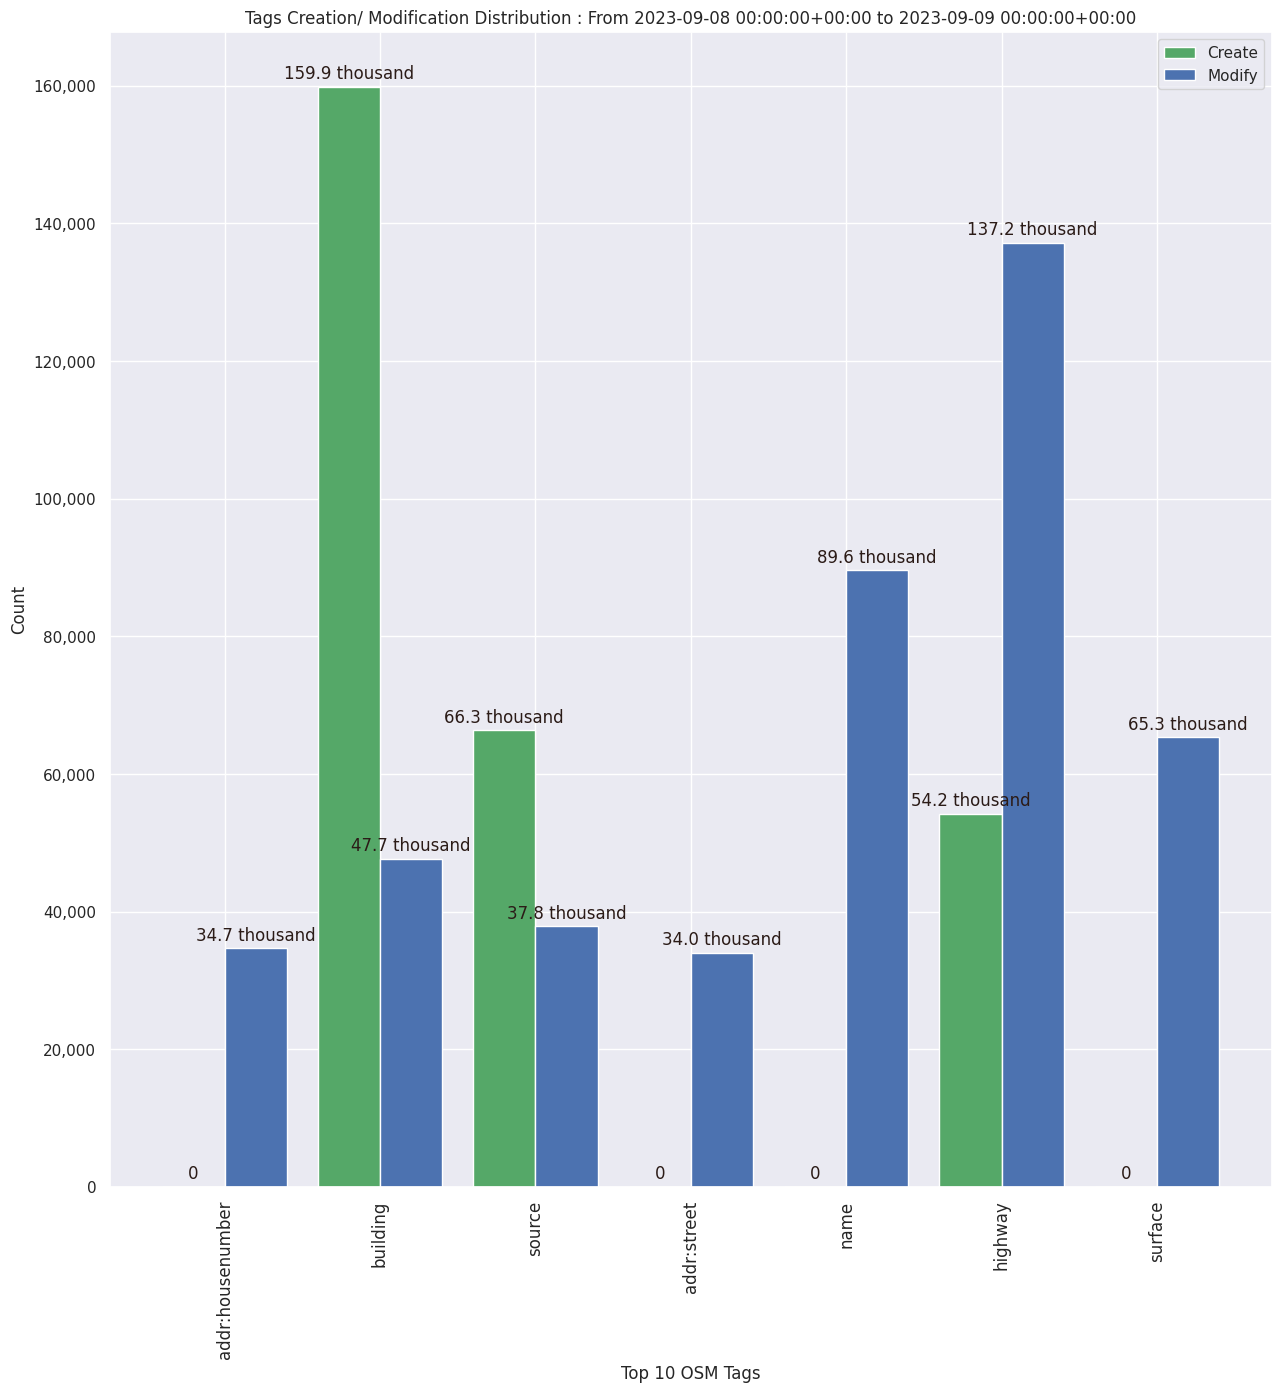 Tags Creation/ Modification Distribution : From 2023-09-08 00:00:00+00:00 to 2023-09-09 00:00:00+00:00
Create
Modify
160,000
140,000
120,000
100,000
80,000
60,000
40,000
20,000
0
Count
0
34.7 thousand
159.9 thousand
47.7 thousand
66.3 thousand
37.8 thousand
0
34.0 thousand
0
89.6 thousand
54.2 thousand
137.2 thousand
0
65.3 thousand
addr:housenumber
building
source
addr:street
name
highway
surface
Top 10 OSM Tags